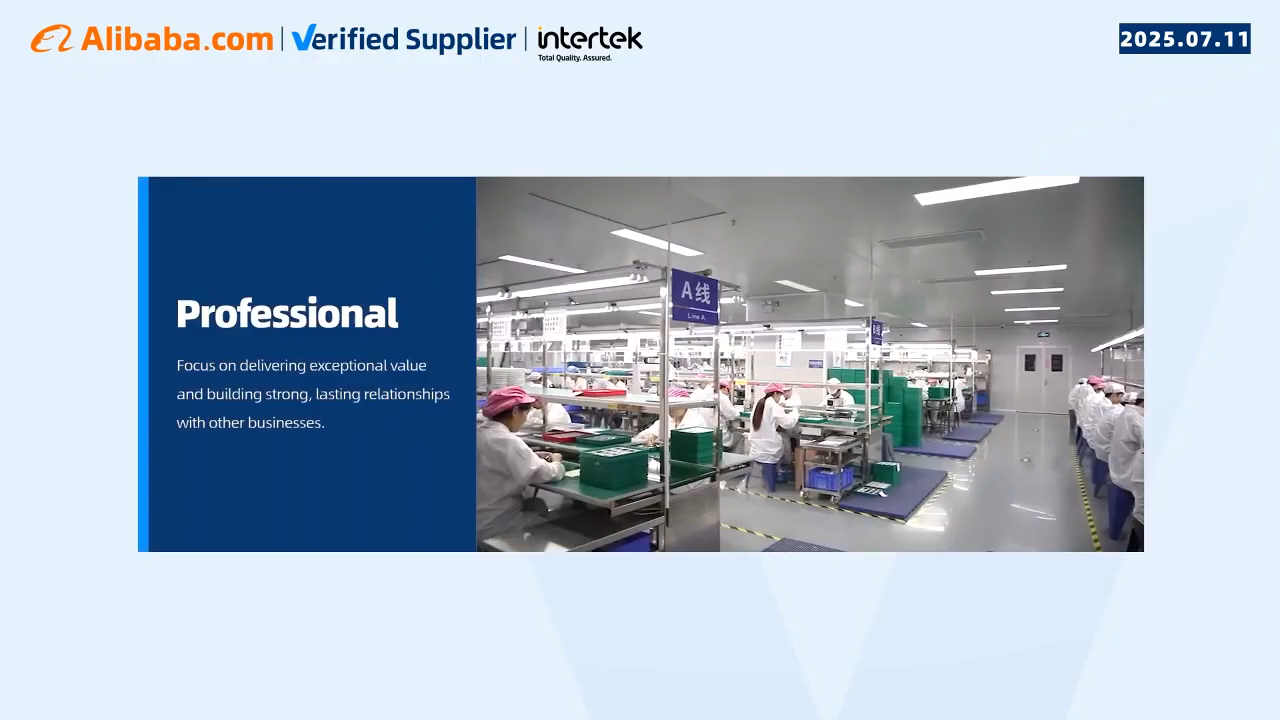 Alibaba.com | Verified Supplier | intertek
Total Quality. Assured.
2025.07.11
Professional
Focus on delivering exceptional value
and building strong, lasting relationships
with other businesses.
A线
Line A